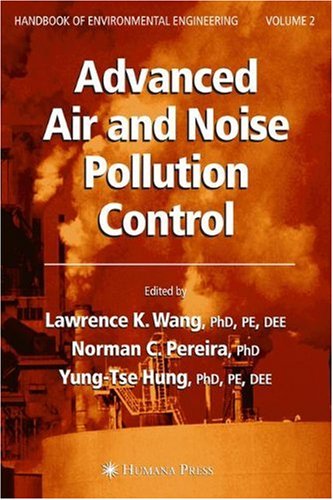 HANDBOOK OF ENVIRONMENTAL ENGINEERING VOLUME 2
Advanced
Air and Noise
Pollution
Control
Edited by
Lawrence K. Wang, PhD, PE, DEE
Norman C. Pereira, PhD
Yung-Tse Hung, PhD, PE, DEE
HUMANA PRESS